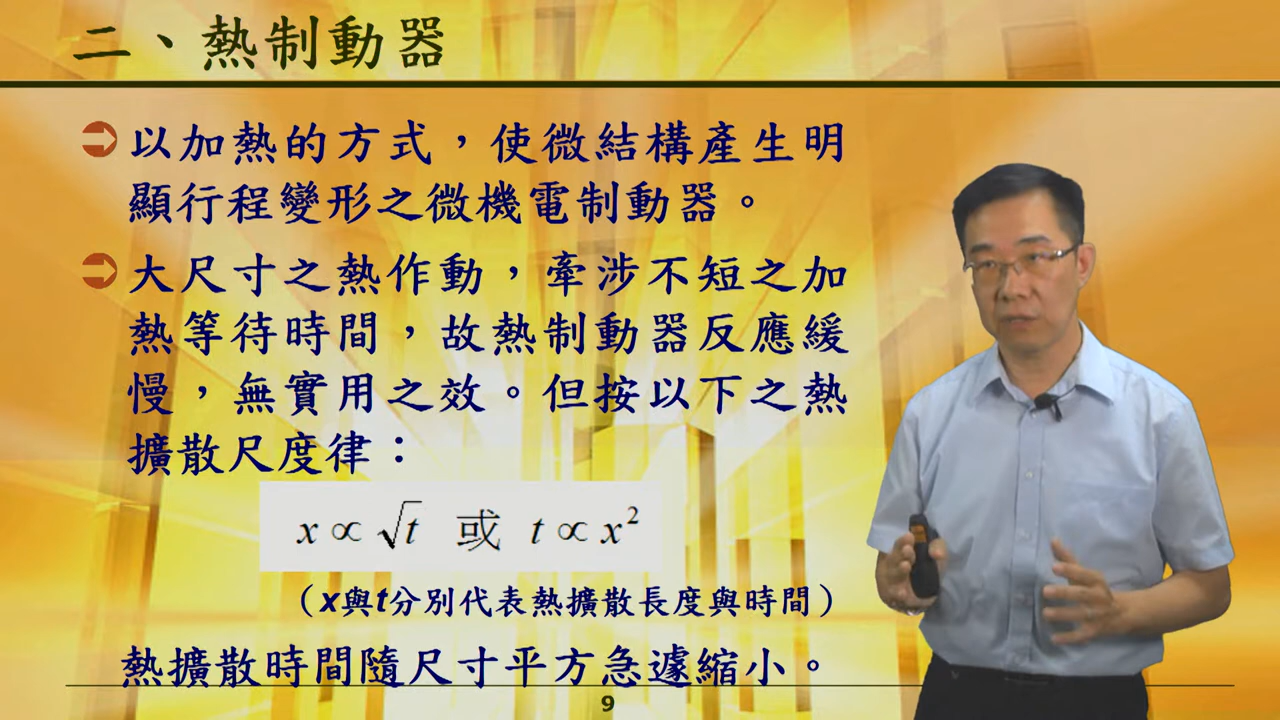 二、熱制動器
以加熱的方式，使微結構產生明
顯行程變形之微機電制動器。
大尺寸之熱作動，牽涉不短之加
熱等待時間，故熱制動器反應緩
慢，無實用之效。但按以下之熱
擴散尺度律：
x ∝ √t 或 t ∝ x²
（x與t分別代表熱擴散長度與時間）
熱擴散時間隨尺寸平方急遽縮小。
9